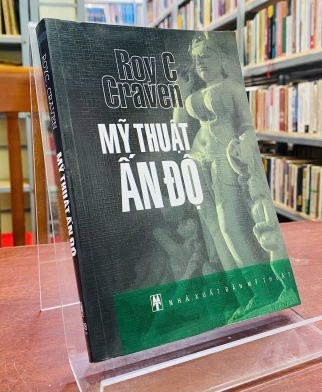 Roy C
Craven
MỸ THUẬT
ẤN ĐỘ
NHÀ XUẤT BẢN MỸ THUẬT
ROY C. CRAVEN
MỸ THUẬT ẤN ĐỘ